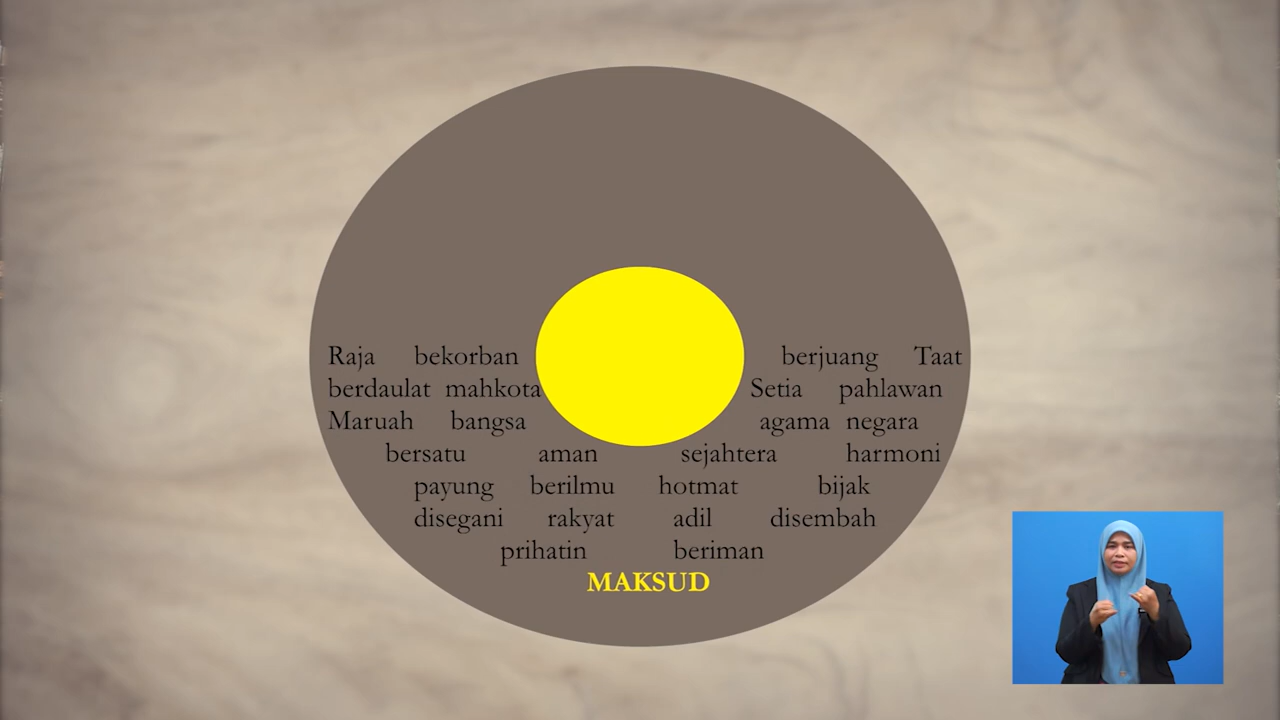 Raja bekorban berjuang Taat
berdaulat mahkota Setia pahlawan
Maruah bangsa agama negara
bersatu aman sejahtera harmoni
payung berilmu hotmat bijak
disegani rakyat adil disembah
prihatin beriman
MAKSUD